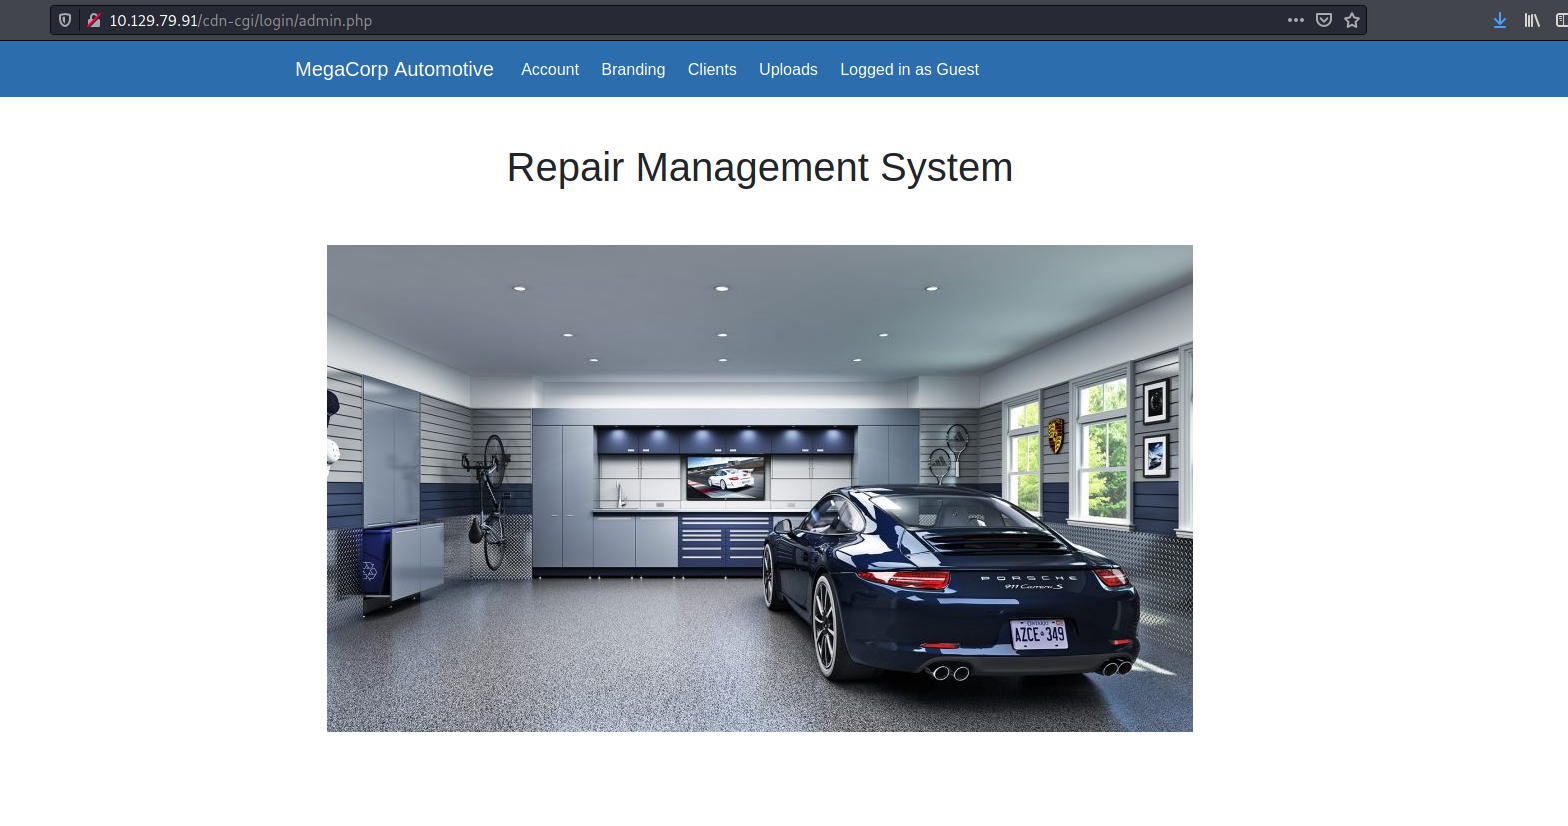 10.129.79.91/cdn-cgi/login/admin.php
MegaCorp Automotive Account Branding Clients Uploads Logged in as Guest
Repair Management System
PORSCHE
911 Carrera S
ONTARIO
AZCE·349